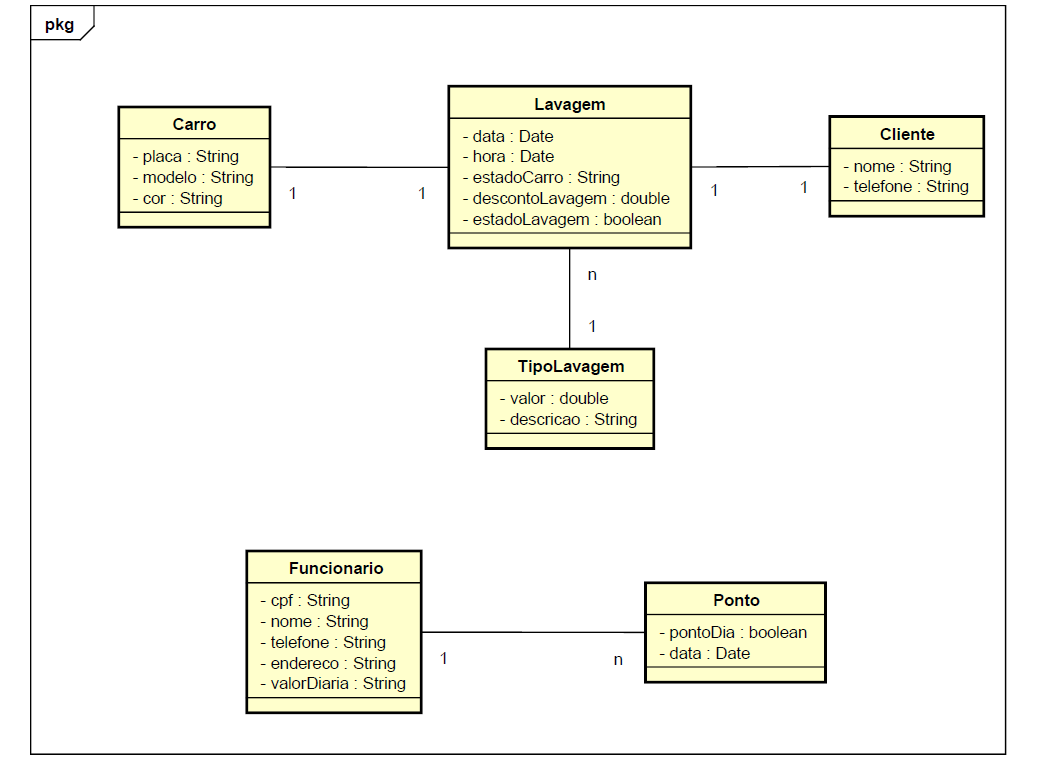 pkg
Carro
- placa : String
- modelo : String
- cor : String
1
1
Lavagem
- data : Date
- hora : Date
- estadoCarro : String
- descontoLavagem : double
- estadoLavagem : boolean
1
1
Cliente
- nome : String
- telefone : String
n
1
TipoLavagem
- valor : double
- descricao : String
Funcionario
- cpf : String
- nome : String
- telefone : String
- endereco : String
- valorDiaria : String
1
n
Ponto
- pontoDia : boolean
- data : Date